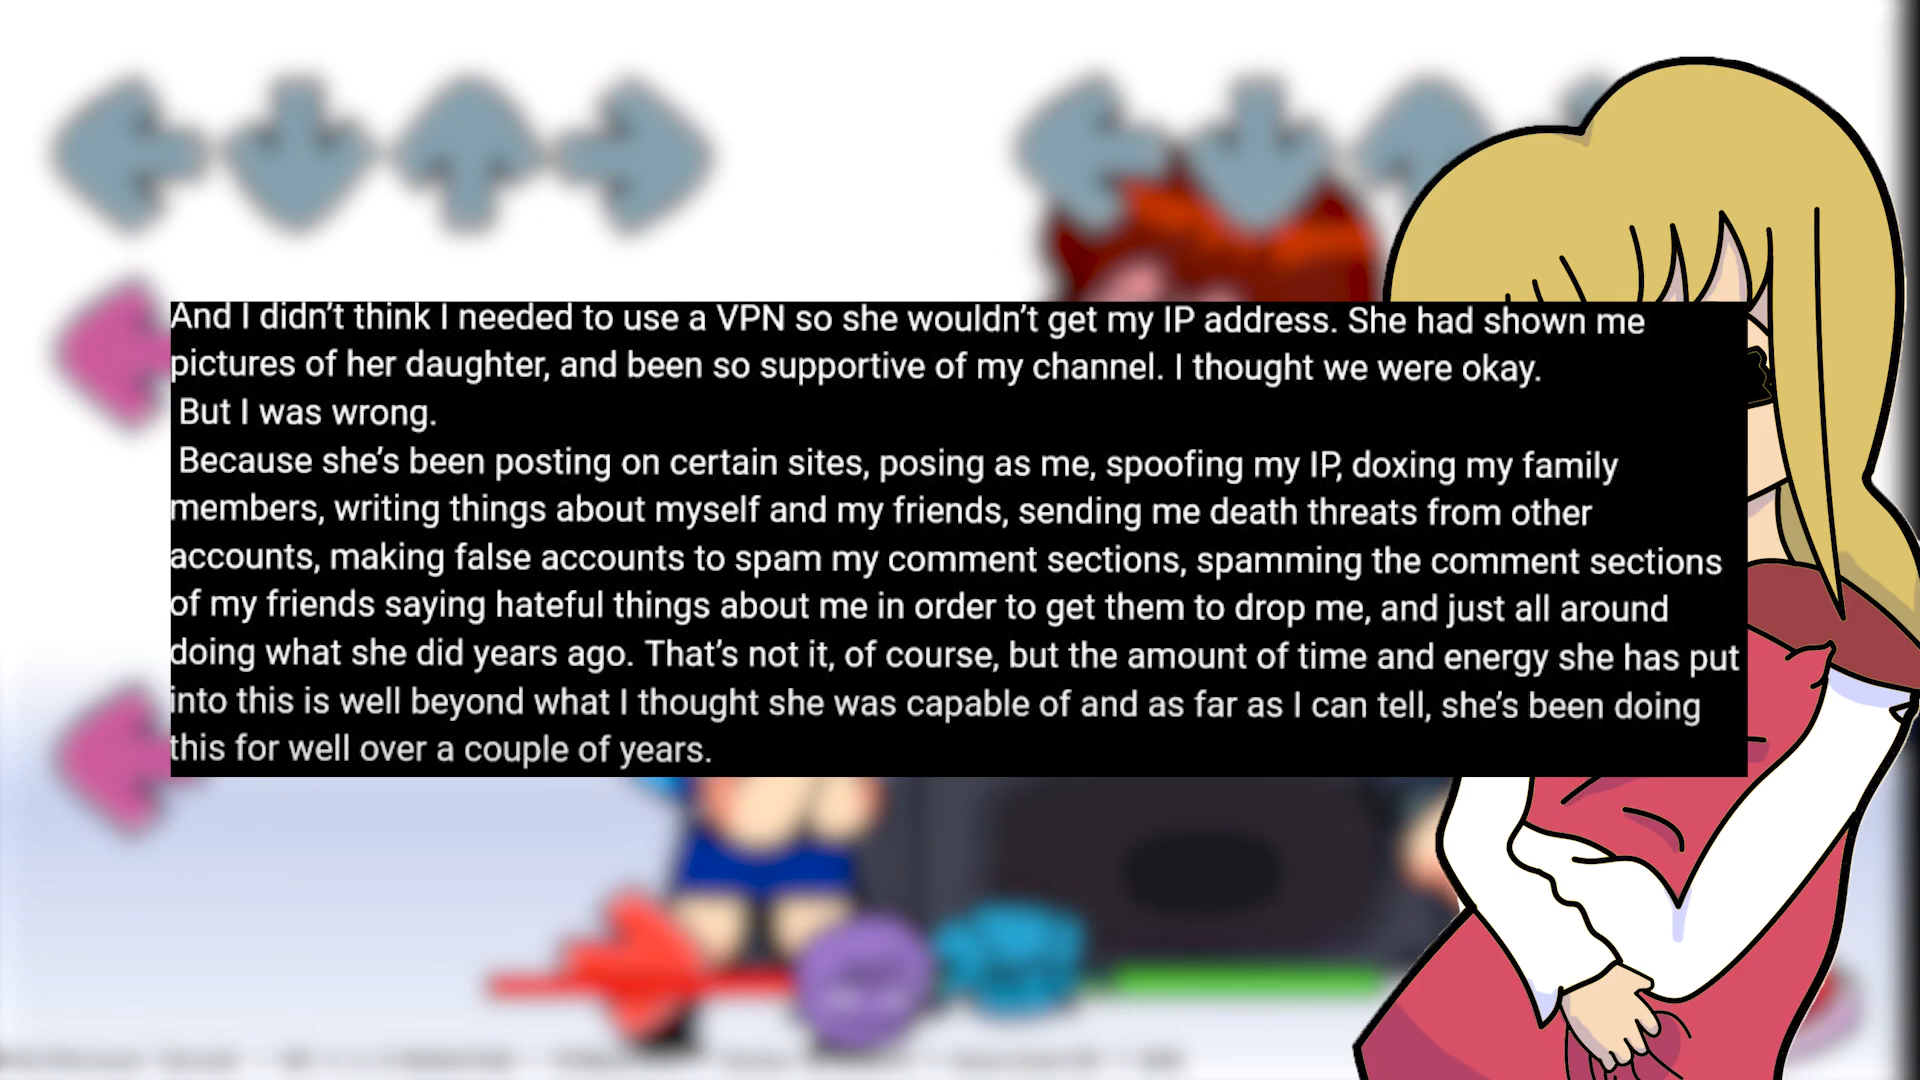 And I didn't think I needed to use a VPN so she wouldn't get my IP address. She had shown me
pictures of her daughter, and been so supportive of my channel. I thought we were okay.
But I was wrong.
Because she's been posting on certain sites, posing as me, spoofing my IP, doxing my family
members, writing things about myself and my friends, sending me death threats from other
accounts, making false accounts to spam my comment sections, spamming the comment sections
of my friends saying hateful things about me in order to get them to drop me, and just all around
doing what she did years ago. That's not it, of course, but the amount of time and energy she has put
into this is well beyond what I thought she was capable of and as far as I can tell, she's been doing
this for well over a couple of years.